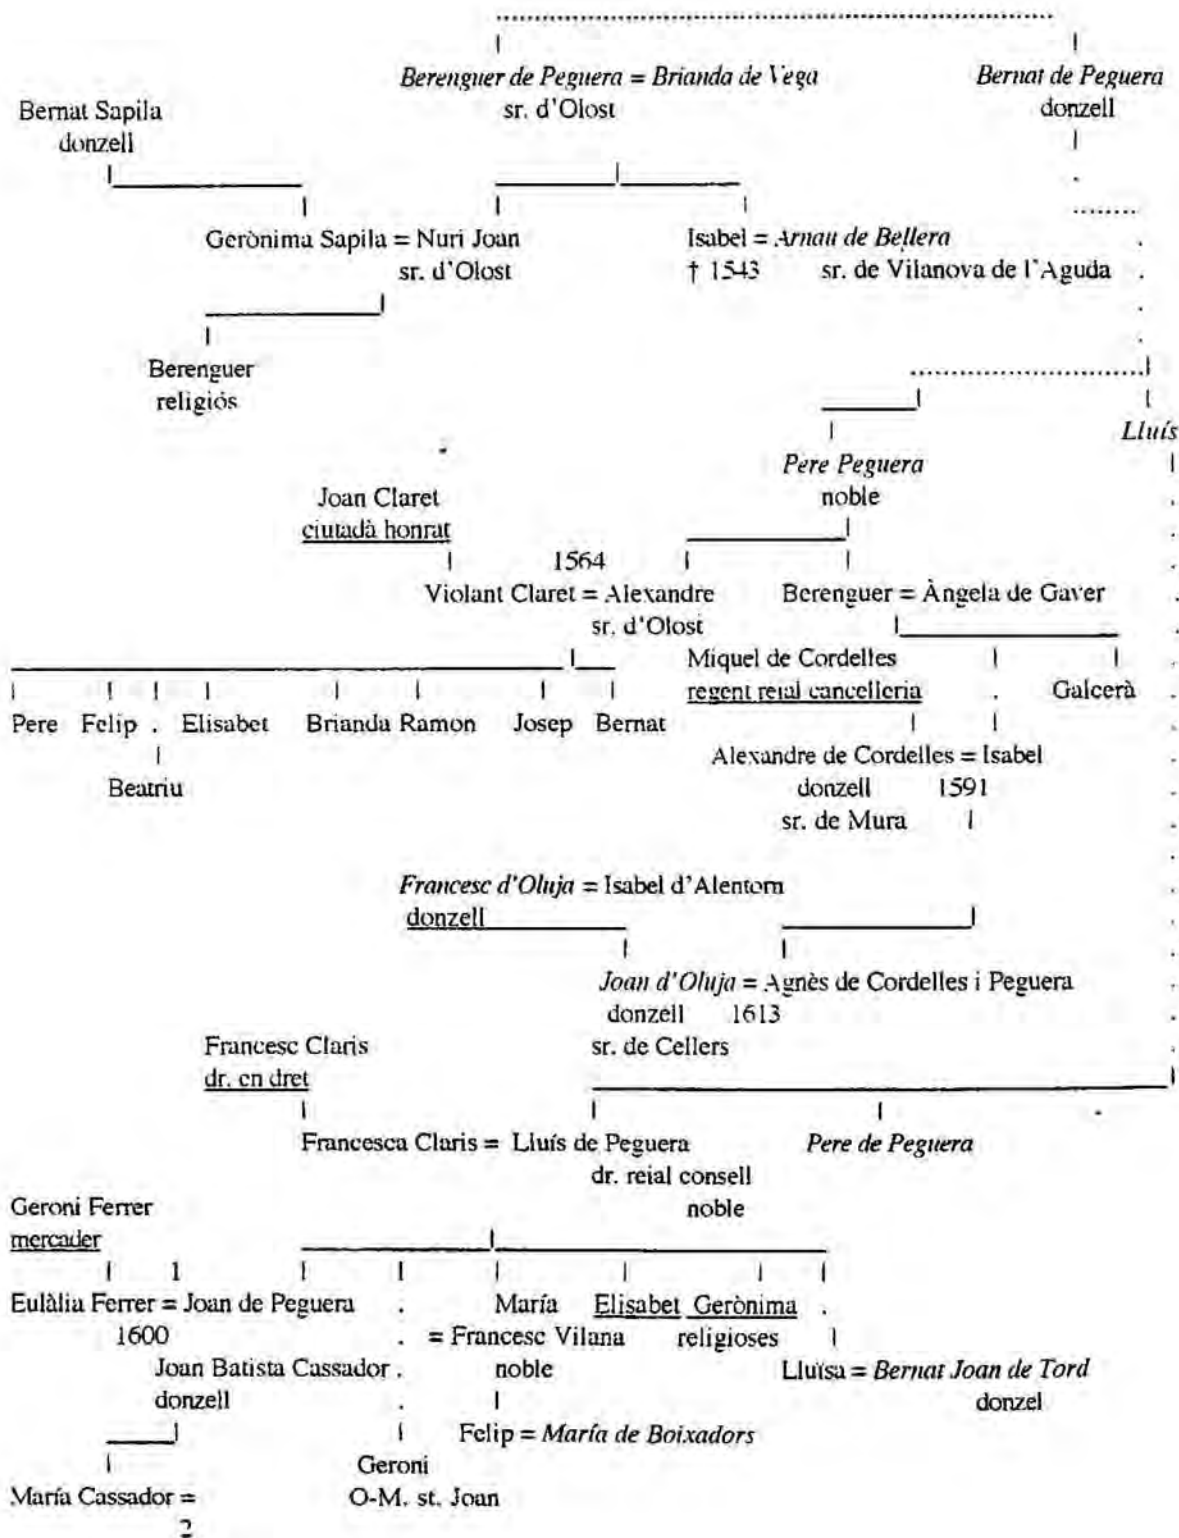 Berenguer de Peguera = Brianda de Vega
Bernat de Peguera
sr. d'Olost
donzell
Bernat Sapila
donzell
Gerònima Sapila = Nuri Joan
Isabel = Arnau de Bellera
sr. d'Olost
† 1543 sr. de Vilanova de l'Aguda
Berenguer
religiós
Lluís
Pere Peguera
noble
Joan Claret
ciutadà honrat
1564
Violant Claret = Alexandre
Berenguer = Àngela de Gaver
sr. d'Olost
Miquel de Cordelles
regent reial cancelleria
Galcerà
Pere Felip Elisabet Brianda Ramon Josep Bernat
Beatriu
Alexandre de Cordelles = Isabel
donzell 1591
sr. de Mura
Francesc d'Oluja = Isabel d'Alentorn
donzell
Joan d'Oluja = Agnès de Cordelles i Peguera
donzell 1613
sr. de Cellers
Francesc Claris
dr. en dret
Francesca Claris = Lluís de Peguera
Pere de Peguera
dr. reial consell
noble
Geroni Ferrer
mercader
Eulàlia Ferrer = Joan de Peguera
María Elisabet Gerònima
1600
= Francesc Vilana religioses
Joan Batista Cassador
noble
Lluïsa = Bernat Joan de Tord
donzell
donzel
Felip = María de Boixadors
Geroni
María Cassador =
O-M. st. Joan
2